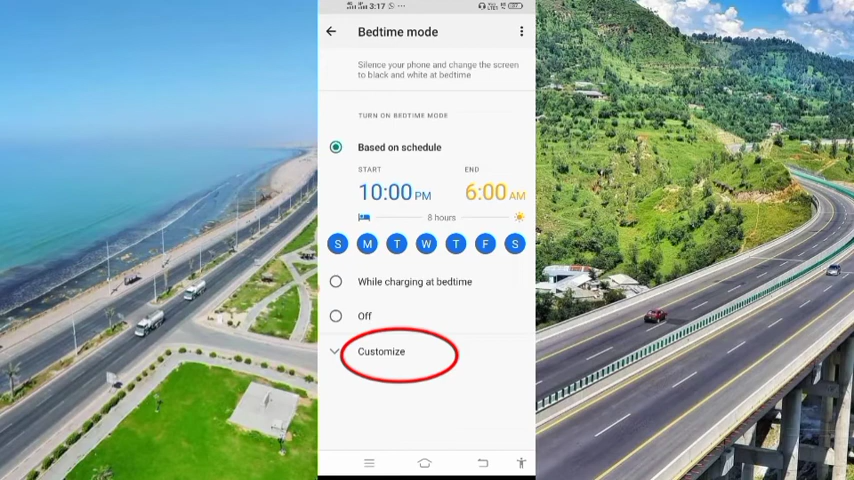 3:17
Bedtime mode
Silence your phone and change the screen
to black and white at bedtime
TURN ON BEDTIME MODE
Based on schedule
START END
10:00 PM 6:00 AM
8 hours
S M T W T F S
While charging at bedtime
Off
Customize